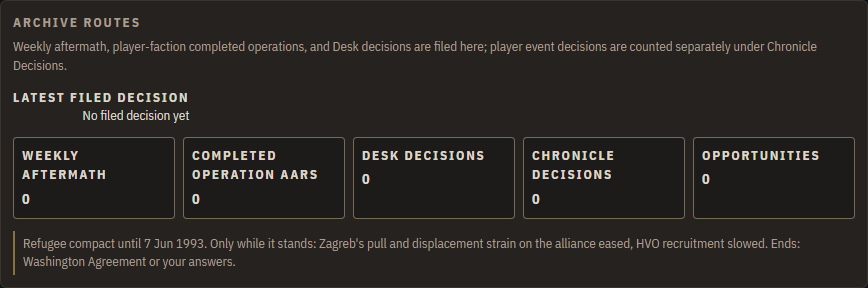 ARCHIVE ROUTES
Weekly aftermath, player-faction completed operations, and Desk decisions are filed here; player event decisions are counted separately under Chronicle
Decisions.
LATEST FILED DECISION
No filed decision yet
WEEKLY
AFTERMATH
0
COMPLETED
OPERATION AARS
0
DESK DECISIONS
0
CHRONICLE
DECISIONS
0
OPPORTUNITIES
0
Refugee compact until 7 Jun 1993. Only while it stands: Zagreb's pull and displacement strain on the alliance eased, HVO recruitment slowed. Ends:
Washington Agreement or your answers.